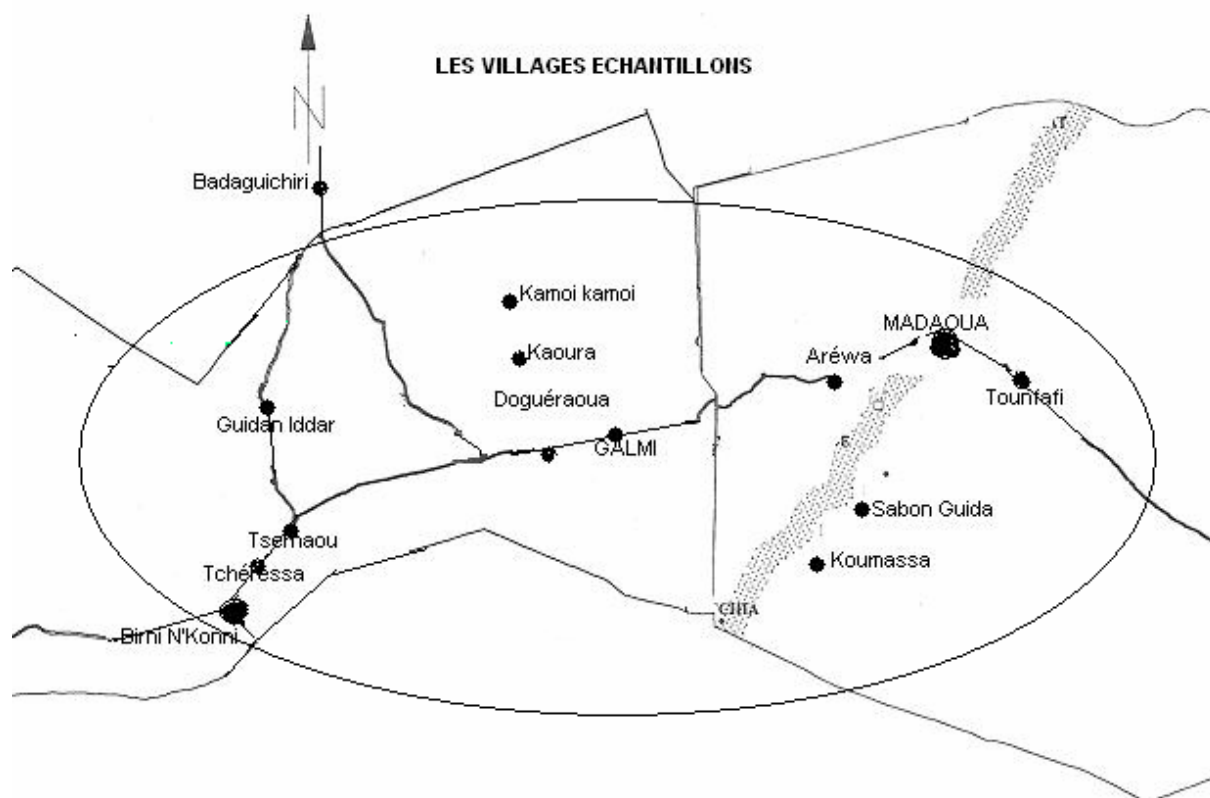 LES VILLAGES ECHANTILLONS
N
T
Badaguichiri
Kamoi kamoi
MADAOUA
Kaoura
Aréwa
Tounfafi
Doguéraoua
G
Guidan Iddar
GALMI
E
Sabon Guida
Tsernaou
Koumassa
Tchéressa
Birni N'Konni